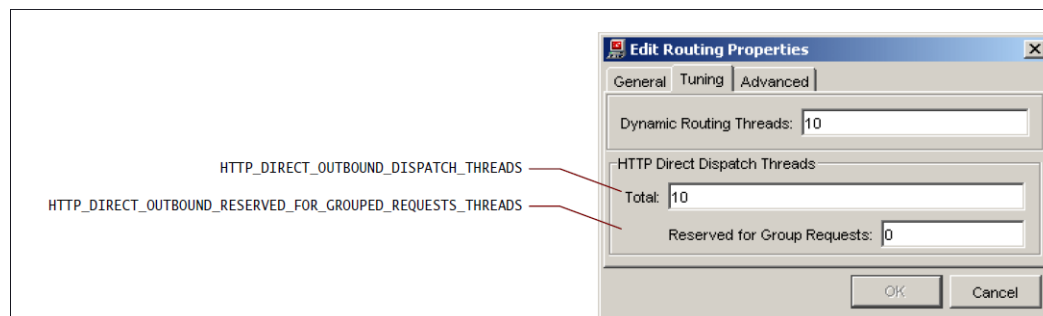 Edit Routing Properties
General Tuning Advanced
Dynamic Routing Threads: 10
HTTP Direct Dispatch Threads
HTTP_DIRECT_OUTBOUND_DISPATCH_THREADS
Total: 10
HTTP_DIRECT_OUTBOUND_RESERVED_FOR_GROUPED_REQUESTS_THREADS
Reserved for Group Requests: 0
OK Cancel